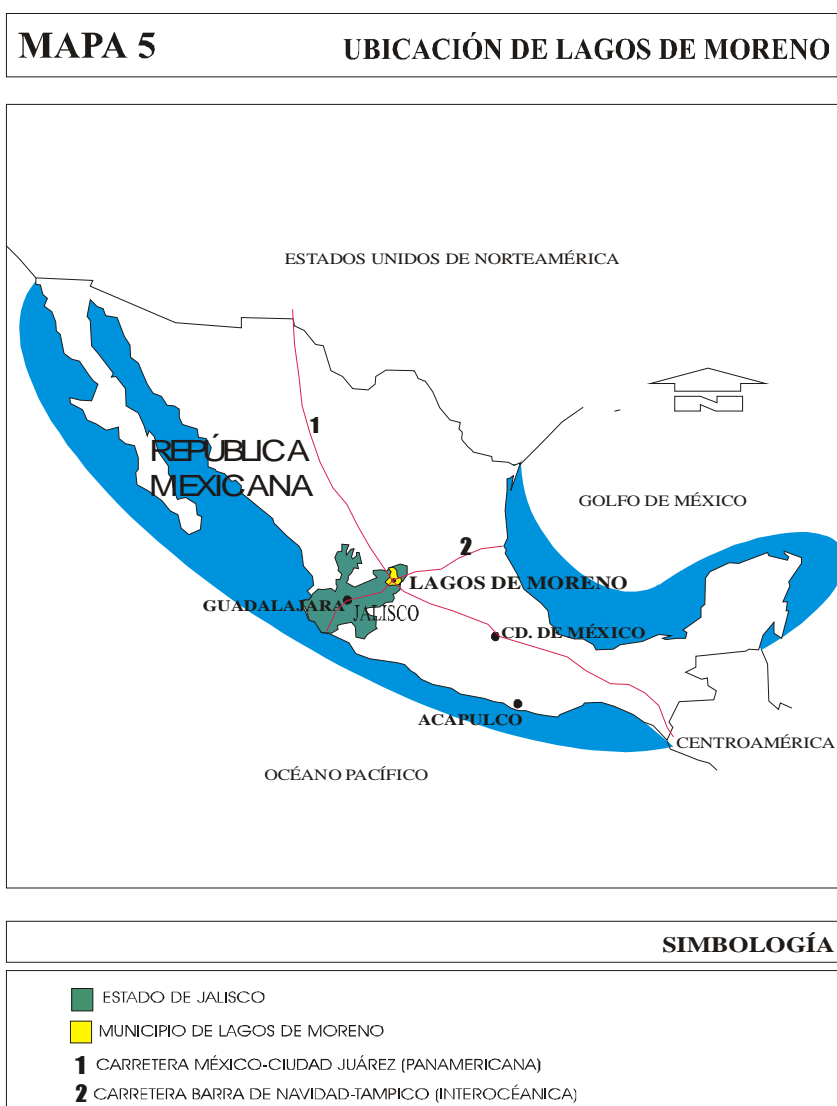 MAPA 5
UBICACIÓN DE LAGOS DE MORENO
ESTADOS UNIDOS DE NORTEAMÉRICA
1
REPÚBLICA
MEXICANA
N
GOLFO DE MÉXICO
2
LAGOS DE MORENO
GUADALAJARA
JALISCO
CD. DE MÉXICO
ACAPULCO
CENTROAMÉRICA
OCÉANO PACÍFICO
SIMBOLOGÍA
ESTADO DE JALISCO
MUNICIPIO DE LAGOS DE MORENO
1 CARRETERA MÉXICO-CIUDAD JUÁREZ (PANAMERICANA)
2 CARRETERA BARRA DE NAVIDAD-TAMPICO (INTEROCÉANICA)